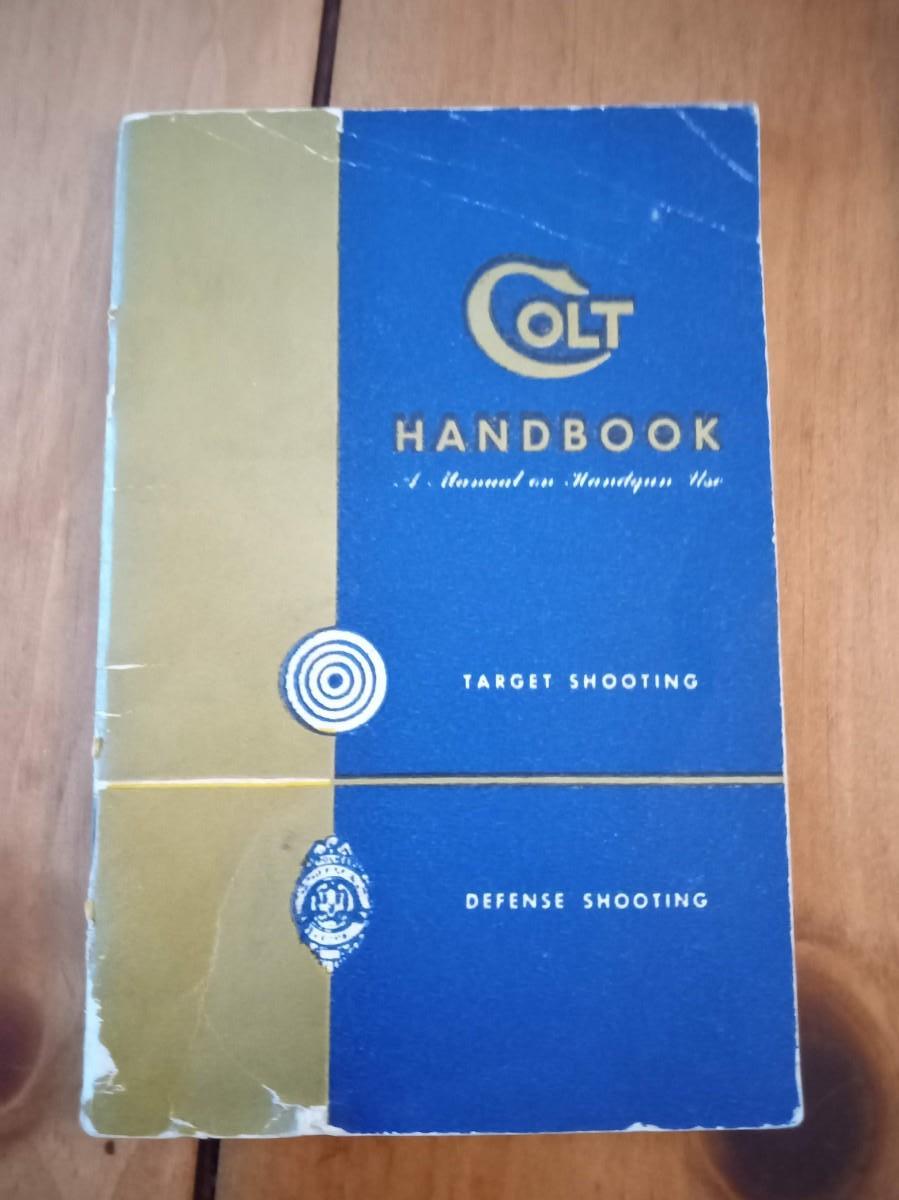 COLT
HANDBOOK
A Manual on Handgun Use
TARGET SHOOTING
DEFENSE SHOOTING